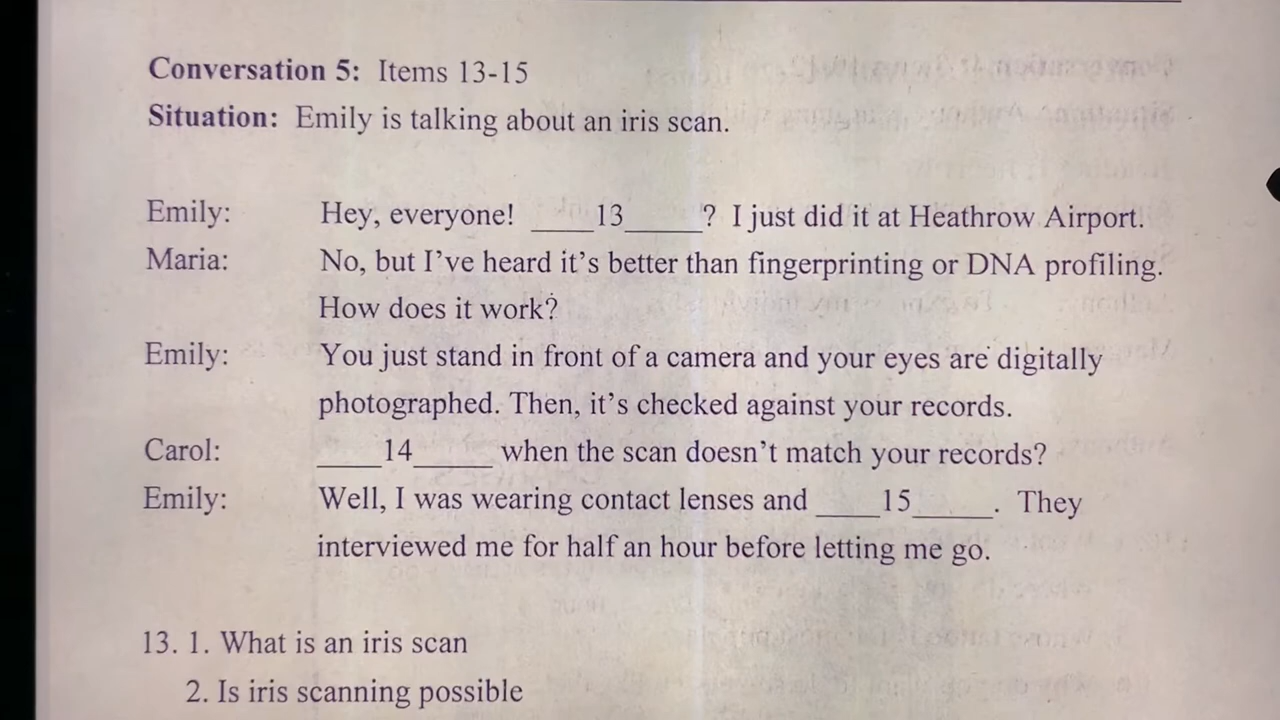 Conversation 5: Items 13-15
Situation: Emily is talking about an iris scan.
Emily: Hey, everyone! ____13_____? I just did it at Heathrow Airport.
Maria: No, but I've heard it's better than fingerprinting or DNA profiling.
How does it work?
Emily: You just stand in front of a camera and your eyes are digitally
photographed. Then, it's checked against your records.
Carol: ____14_____ when the scan doesn't match your records?
Emily: Well, I was wearing contact lenses and ____15_____. They
interviewed me for half an hour before letting me go.
13. 1. What is an iris scan
2. Is iris scanning possible